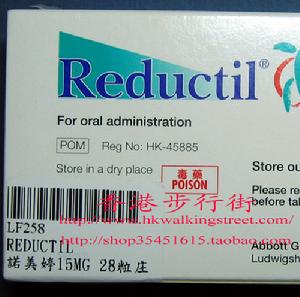 Reductil®
For oral administration
POM Reg No: HK-45885
Store in a dry place
毒藥
POISON
Store ou
Please re
before tak
香港步行街
http://www.hkwalkingstreet.com/
http://shop35451615.taobao.com
LF258
REDUCTIL
諾美婷15MG 28粒庄
Abbott G
Ludwigsh